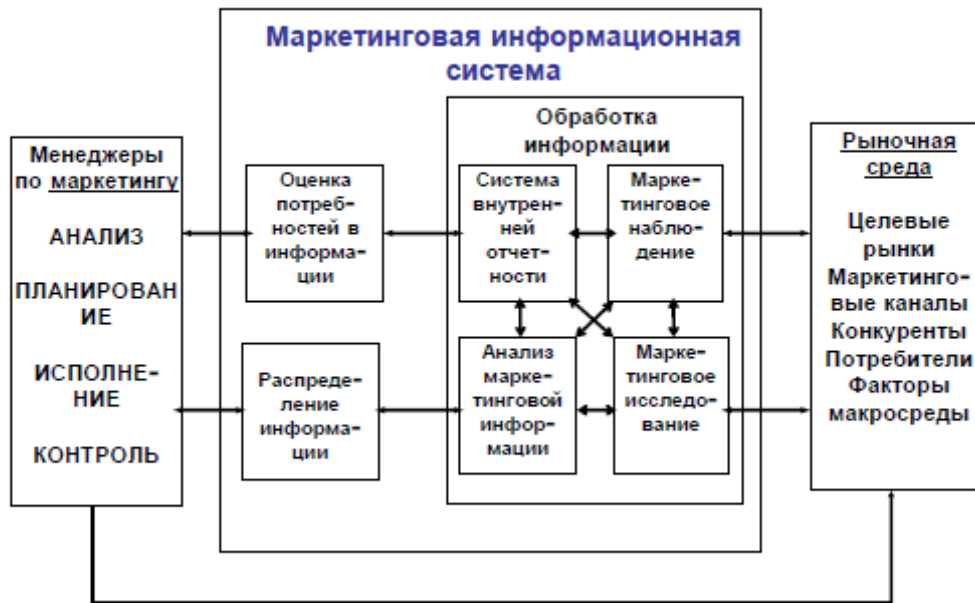 Маркетинговая информационная
система
Менеджеры
по маркетингу
АНАЛИЗ
ПЛАНИРОВАН
ИЕ
ИСПОЛНЕ-
НИЕ
КОНТРОЛЬ
Оценка
потреб-
ностей в
информа-
ции
Распреде-
ление
информа-
ции
Обработка
информации
Система
внутрен-
ней
отчет-
ности
Марке-
тинговое
наблю-
дение
Анализ
марке-
тинговой
инфор-
мации
Марке-
тинговое
исследо-
вание
Рыночная
среда
Целевые
рынки
Маркетинго-
вые каналы
Конкуренты
Потребители
Факторы
макросреды